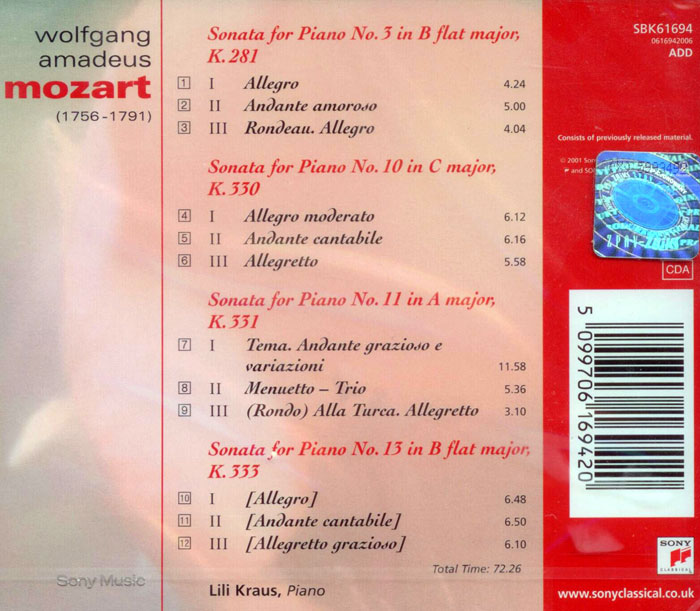 wolfgang
amadeus
mozart
(1756-1791)
Sonata for Piano No. 3 in B flat major,
K. 281
1 I Allegro 4.24
2 II Andante amoroso 5.00
3 III Rondeau. Allegro 4.04
Sonata for Piano No. 10 in C major,
K. 330
4 I Allegro moderato 6.12
5 II Andante cantabile 6.16
6 III Allegretto 5.58
Sonata for Piano No. 11 in A major,
K. 331
7 I Tema. Andante grazioso e
variazioni 11.58
8 II Menuetto – Trio 5.36
9 III (Rondo) Alla Turca. Allegretto 3.10
Sonata for Piano No. 13 in B flat major,
K. 333
10 I [Allegro] 6.48
11 II [Andante cantabile] 6.50
12 III [Allegretto grazioso] 6.10
Total Time: 72.26
Lili Kraus, Piano
Sony Music
SBK61694
0616942006
ADD
Consists of previously released material.
© 2001 Sony
℗ and
CDA
5 099706 169420
SONY
CLASSICAL
www.sonyclassical.co.uk